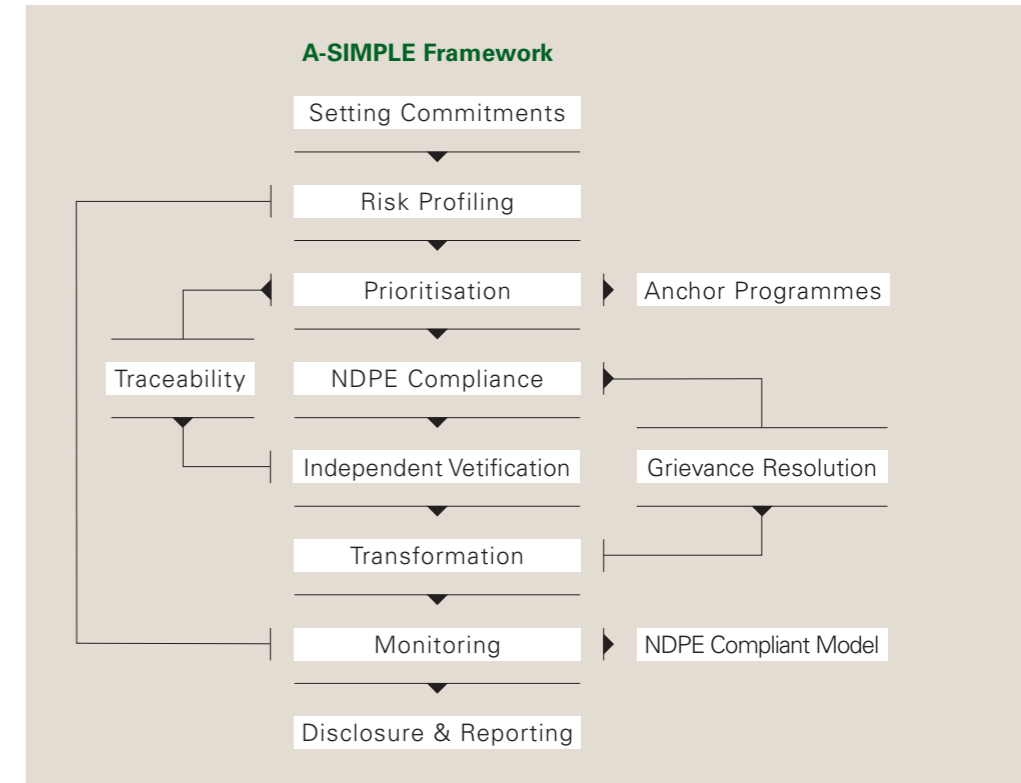 A-SIMPLE Framework
Setting Commitments
Risk Profiling
Prioritisation
Anchor Programmes
Traceability
NDPE Compliance
Independent Vetification
Grievance Resolution
Transformation
Monitoring
NDPE Compliant Model
Disclosure & Reporting